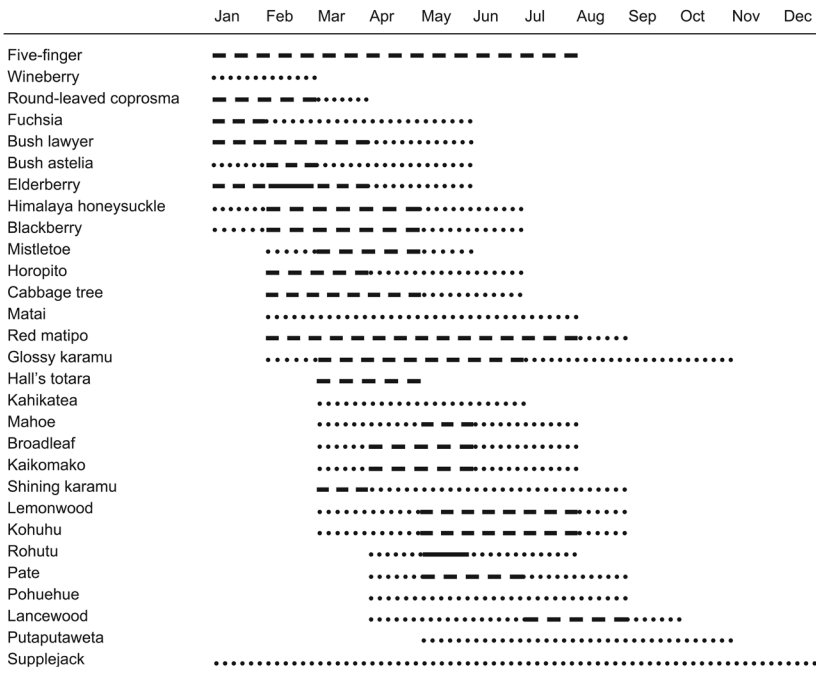 Jan Feb Mar Apr May Jun Jul Aug Sep Oct Nov Dec
Five-finger
Wineberry
Round-leaved coprosma
Fuchsia
Bush lawyer
Bush astelia
Elderberry
Himalaya honeysuckle
Blackberry
Mistletoe
Horopito
Cabbage tree
Matai
Red matipo
Glossy karamu
Hall's totara
Kahikatea
Mahoe
Broadleaf
Kaikomako
Shining karamu
Lemonwood
Kohuhu
Rohutu
Pate
Pohuehue
Lancewood
Putaputaweta
Supplejack